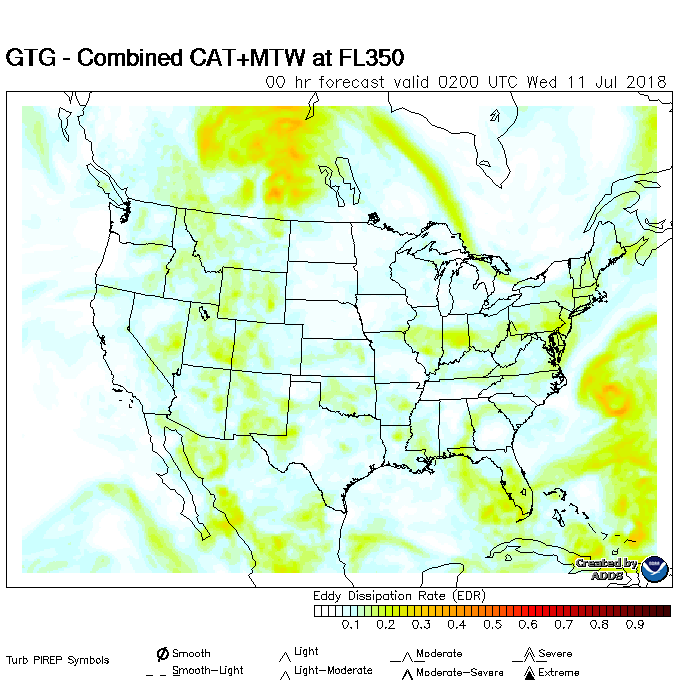 GTG - Combined CAT+MTW at FL350
00 hr forecast valid 0200 UTC Wed 11 Jul 2018
Created by
ADDS
Eddy Dissipation Rate (EDR)
0.1 0.2 0.3 0.4 0.5 0.6 0.7 0.8 0.9
Turb PIREP Symbols
Smooth Light Moderate Severe
Smooth-Light Light-Moderate Moderate-Severe Extreme